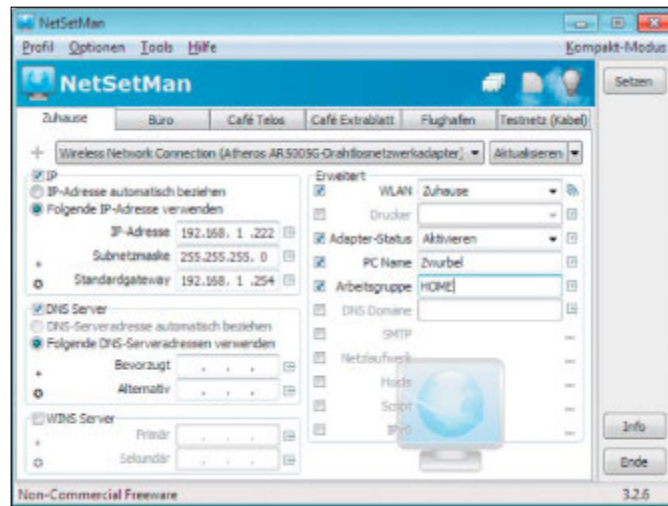 NetSetMan
Profil Optionen Tools Hilfe Kompakt-Modus
NetSetMan
Setzen
Zuhause Büro Café Telos Café Extrablatt Flughafen Testnetz (Kabel)
Wireless Network Connection (Atheros AR5005G-Drahtlosnetzwerkadapter) Aktualisieren
IP
IP-Adresse automatisch beziehen
Folgende IP-Adresse verwenden
IP-Adresse 192.168. 1 .222
Subnetzmaske 255.255.255. 0
Standardgateway 192.168. 1 .254
DNS Server
DNS-Serveradresse automatisch beziehen
Folgende DNS-Serveradressen verwenden
Bevorzugt . . .
Alternativ . . .
WINS Server
Primär . . .
Sekundär . . .
Erweitert
WLAN Zuhause
Drucker
Adapter-Status Aktivieren
PC Name Zwurbel
Arbeitsgruppe HOME
DNS Domäne
SMTP ...
Netzlaufwerk ...
Hosts ...
Script ...
IPv6 ...
Info
Ende
Non-Commercial Freeware 3.2.6